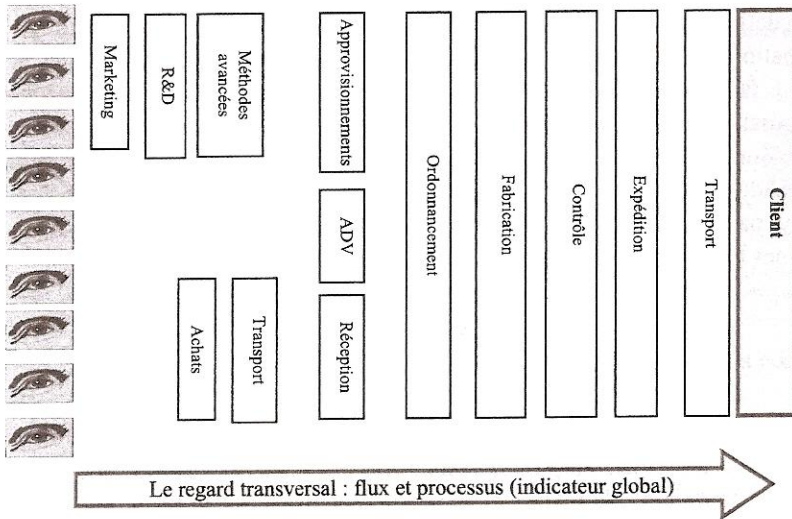 Marketing
R&D
Méthodes
avancées
Achats
Transport
Approvisionnements
ADV
Réception
Ordonnancement
Fabrication
Contrôle
Expédition
Transport
Client
Le regard transversal : flux et processus (indicateur global)